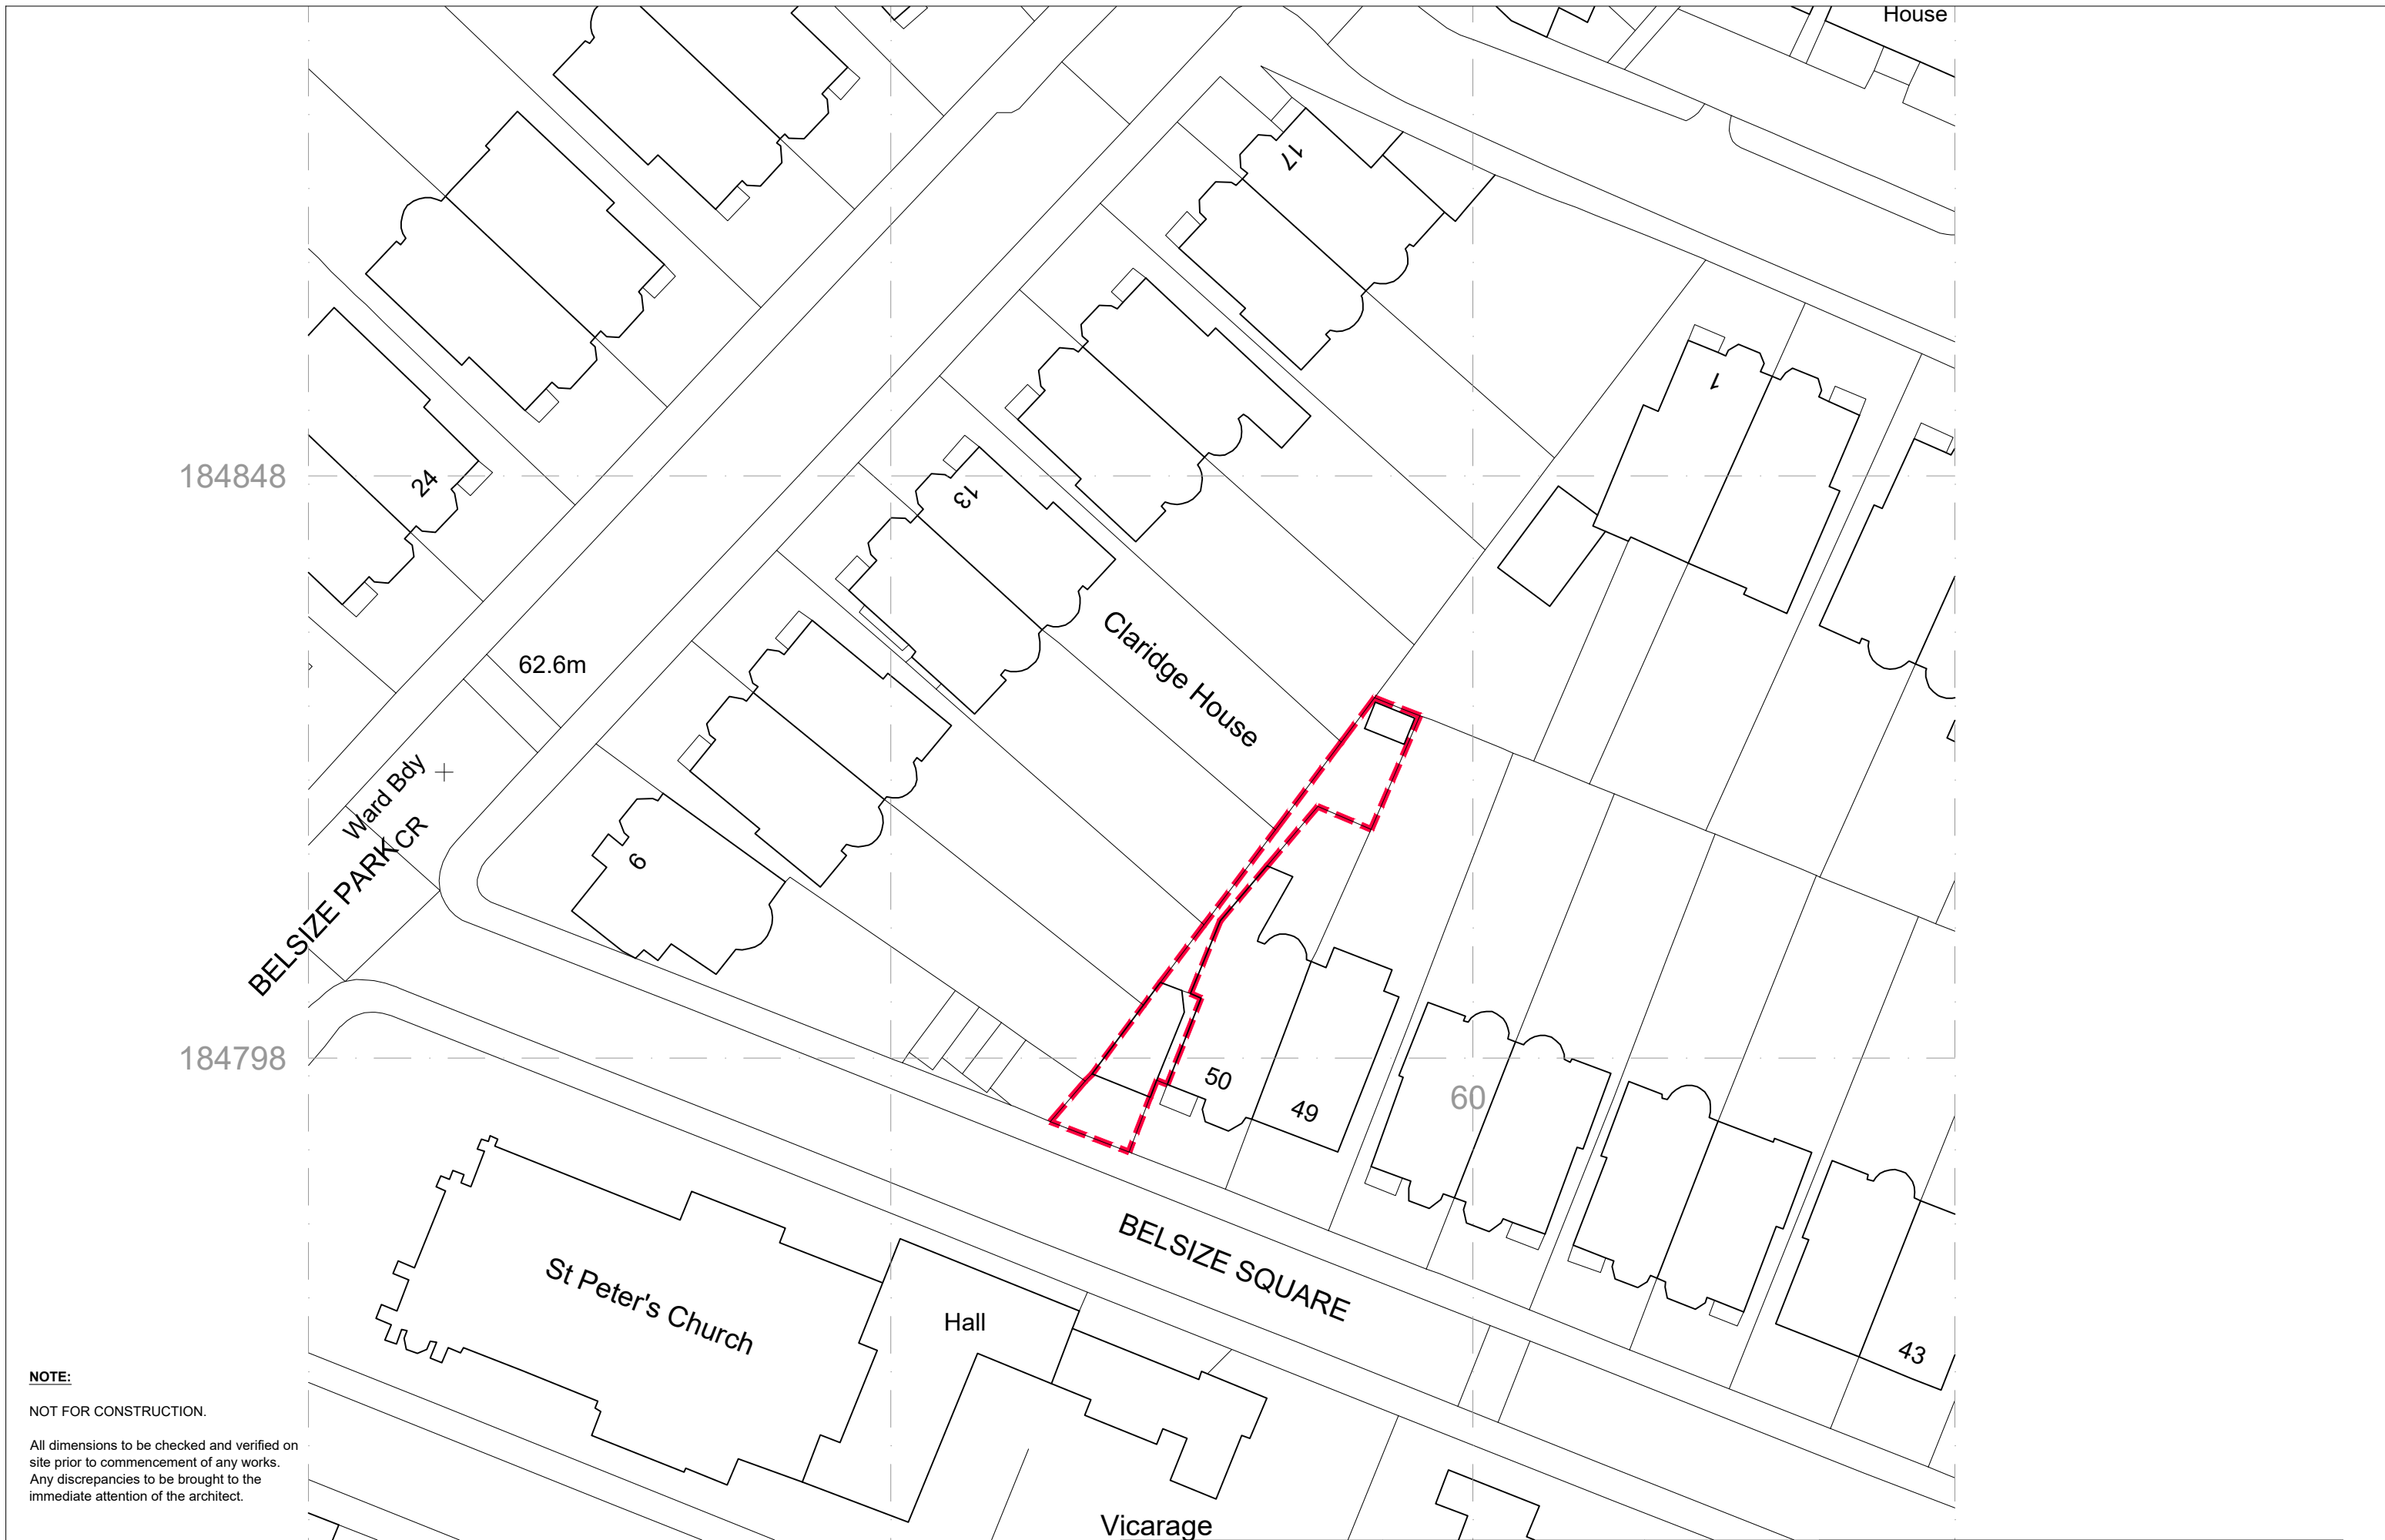 House
17
1
184848
24
13
Claridge House
62.6m
Ward Bdy
BELSIZE PARK CR
9
184798
50
49
60
BELSIZE SQUARE
St Peter's Church
Hall
43
Vicarage
NOTE:
NOT FOR CONSTRUCTION.
All dimensions to be checked and verified on
site prior to commencement of any works.
Any discrepancies to be brought to the
immediate attention of the architect.